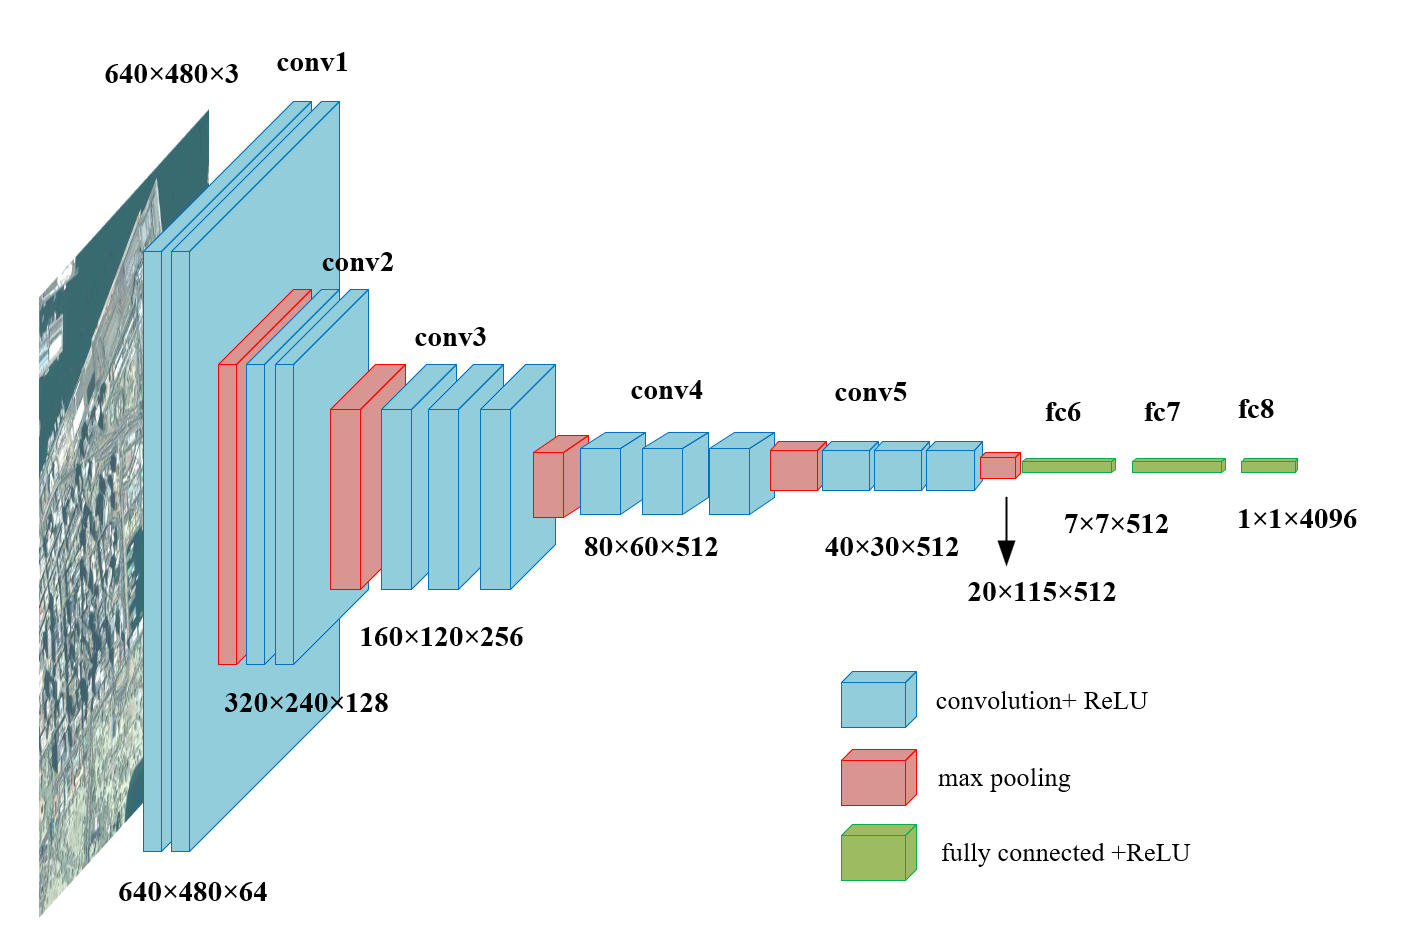 640×480×3
conv1
conv2
conv3
conv4
conv5
fc6
fc7
fc8
7×7×512
1×1×4096
80×60×512
40×30×512
20×115×512
160×120×256
320×240×128
640×480×64
convolution+ ReLU
max pooling
fully connected +ReLU